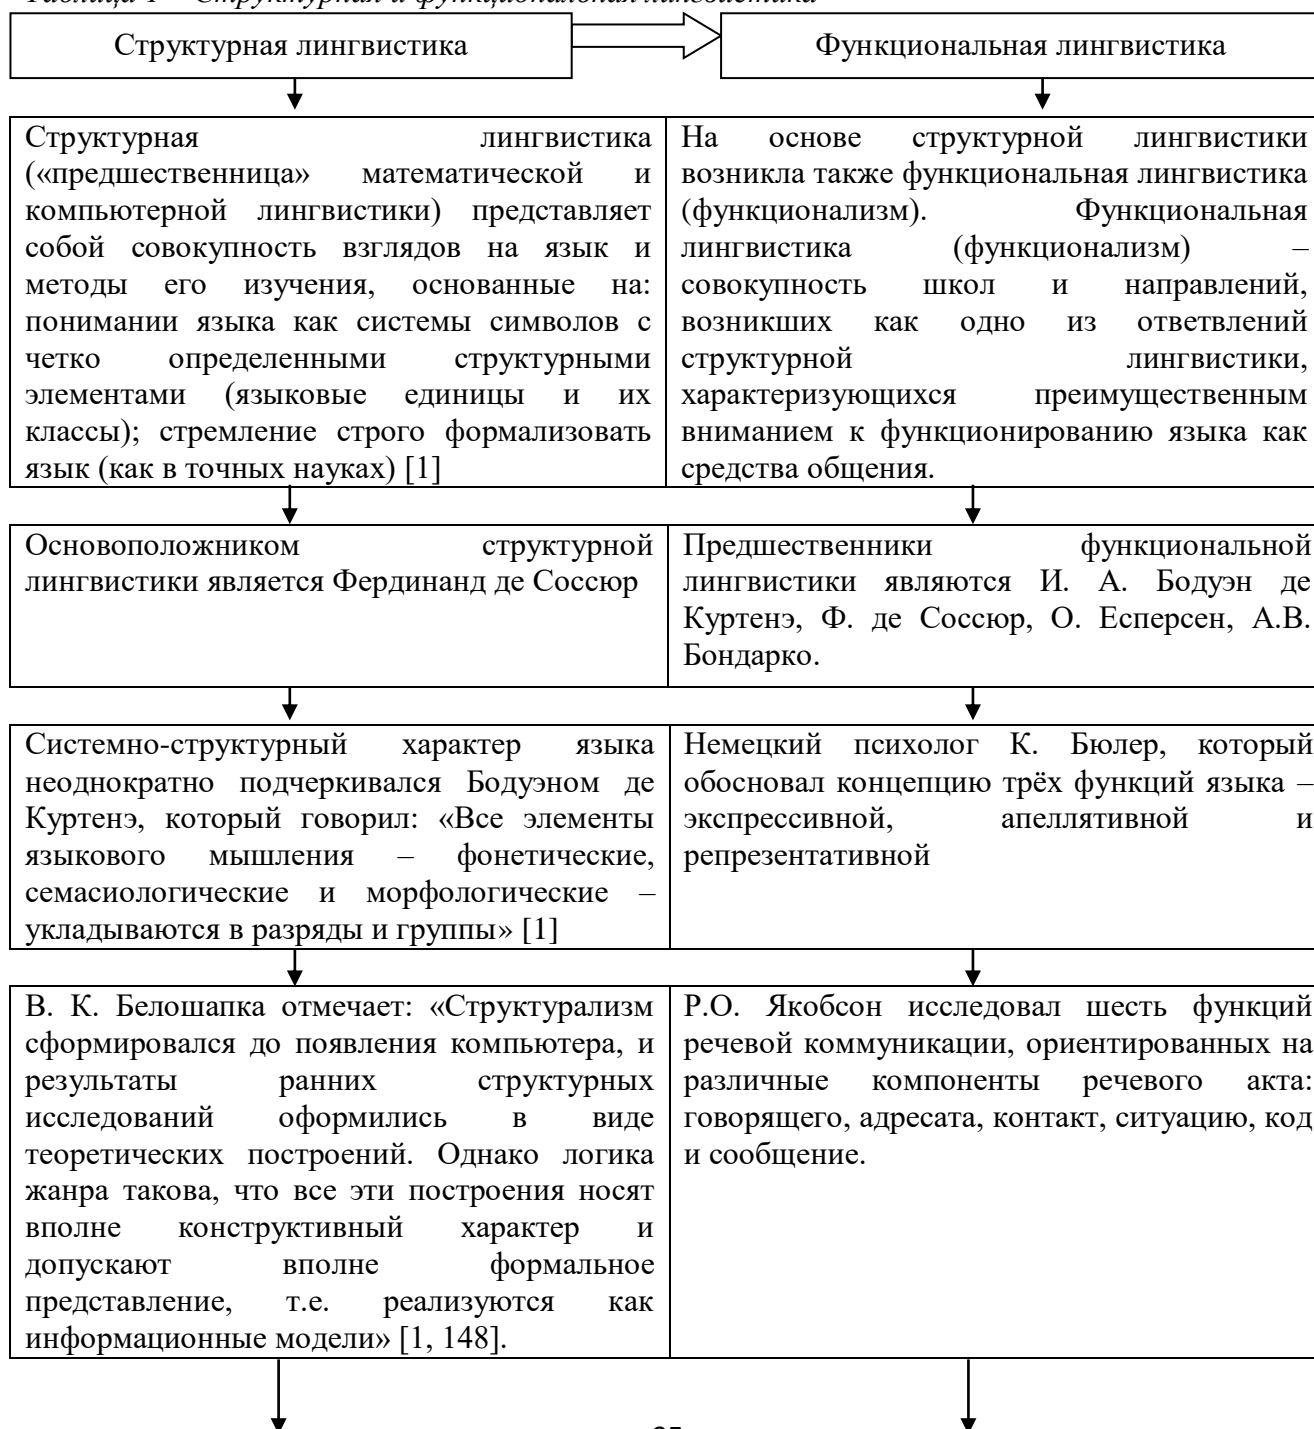 Таблица 1 – Структурная и функциональная лингвистика
Структурная лингвистика
Функциональная лингвистика
Структурная лингвистика
(«предшественница» математической и
компьютерной лингвистики) представляет
собой совокупность взглядов на язык и
методы его изучения, основанные на:
понимании языка как системы символов с
четко определенными структурными
элементами (языковые единицы и их
классы); стремление строго формализовать
язык (как в точных науках) [1]
На основе структурной лингвистики
возникла также функциональная лингвистика
(функционализм). Функциональная
лингвистика (функционализм) –
совокупность школ и направлений,
возникших как одно из ответвлений
структурной лингвистики,
характеризующихся преимущественным
вниманием к функционированию языка как
средства общения.
Основоположником структурной
лингвистики является Фердинанд де Соссюр
Предшественники функциональной
лингвистики являются И. А. Бодуэн де
Куртенэ, Ф. де Соссюр, О. Есперсен, А.В.
Бондарко.
Системно-структурный характер языка
неоднократно подчеркивался Бодуэном де
Куртенэ, который говорил: «Все элементы
языкового мышления – фонетические,
семасиологические и морфологические –
укладываются в разряды и группы» [1]
Немецкий психолог К. Бюлер, который
обосновал концепцию трёх функций языка –
экспрессивной, апеллятивной и
репрезентативной
В. К. Белошапка отмечает: «Структурализм
сформировался до появления компьютера, и
результаты ранних структурных
исследований оформились в виде
теоретических построений. Однако логика
жанра такова, что все эти построения носят
вполне конструктивный характер и
допускают вполне формальное
представление, т.е. реализуются как
информационные модели» [1, 148].
Р.О. Якобсон исследовал шесть функций
речевой коммуникации, ориентированных на
различные компоненты речевого акта:
говорящего, адресата, контакт, ситуацию, код
и сообщение.